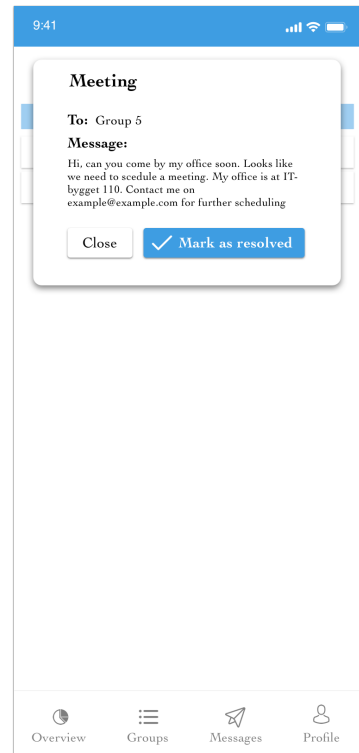 9:41
Meeting
To: Group 5
Message:
Hi, can you come by my office soon. Looks like
we need to scedule a meeting. My office is at IT-
bygget 110. Contact me on
example@example.com for further scheduling
Close
Mark as resolved
Overview
Groups
Messages
Profile